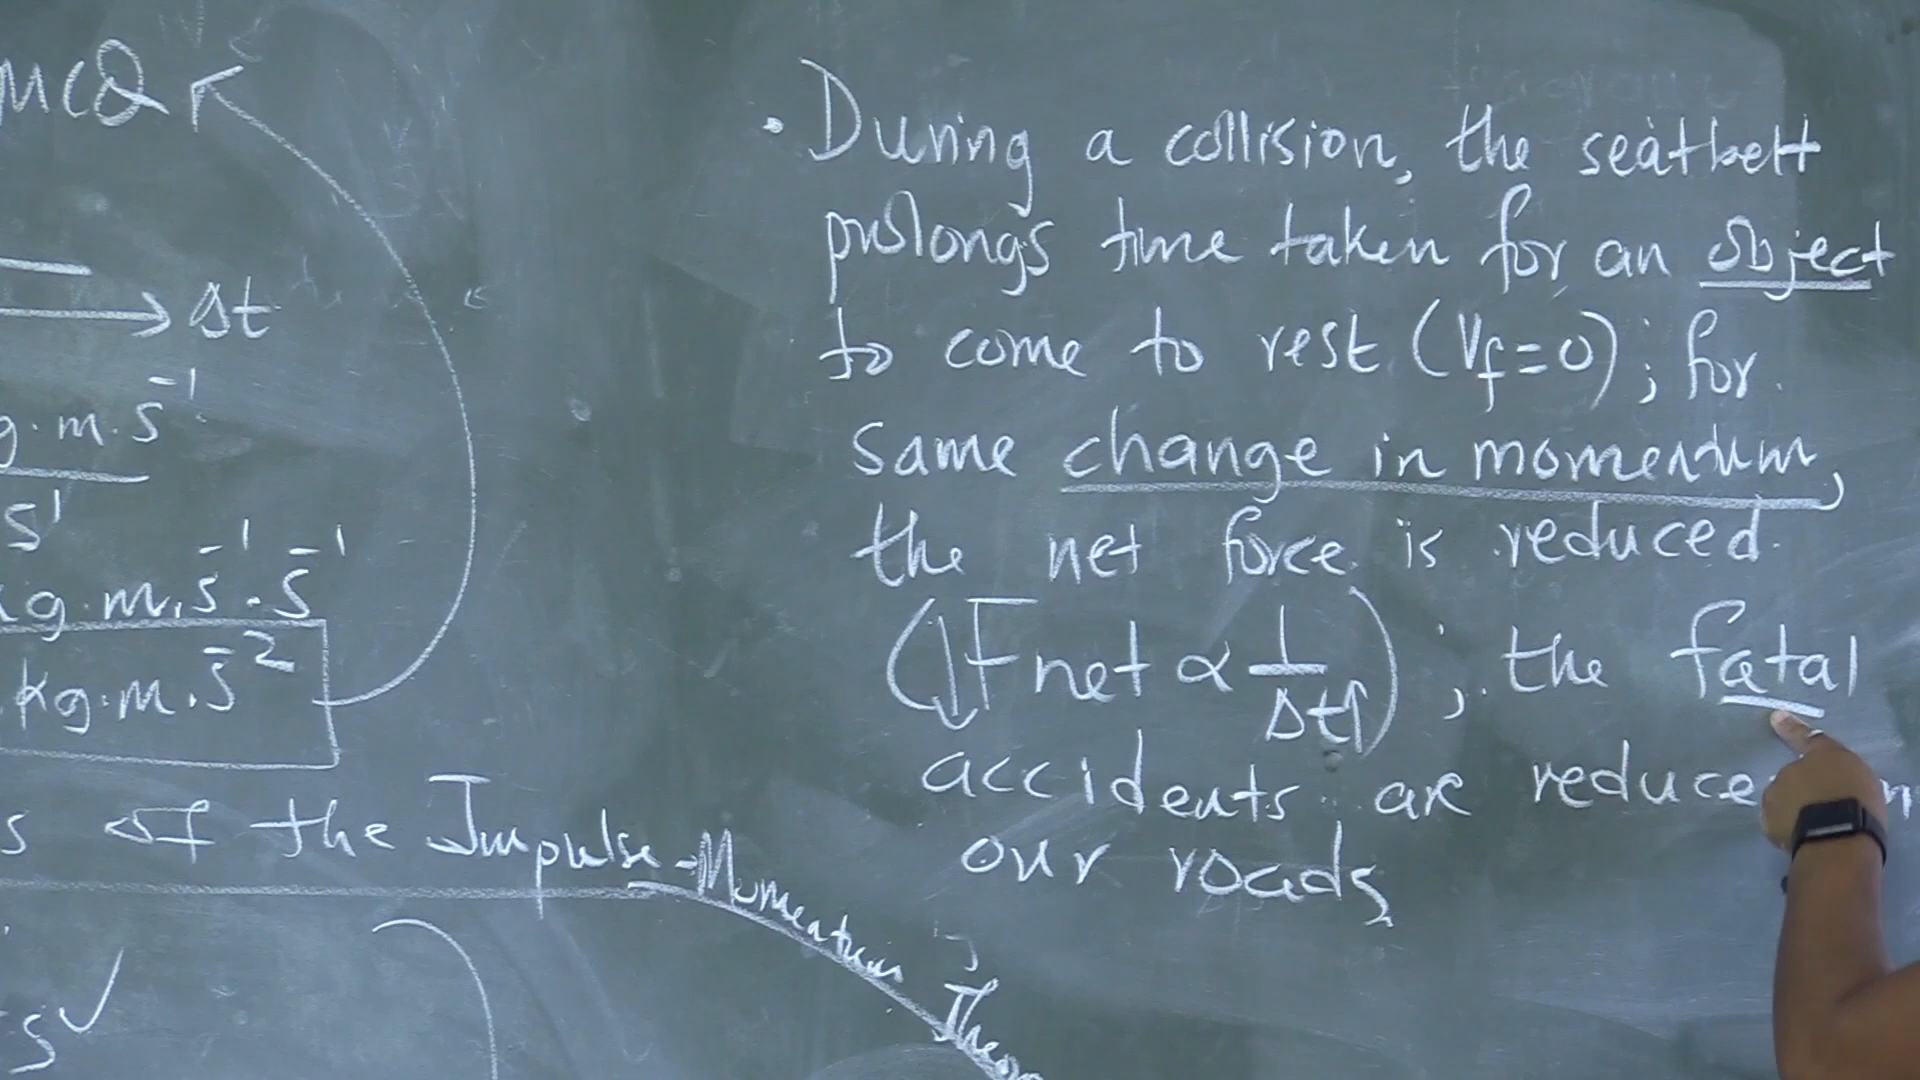 MCQ
Δt
g.m.s⁻¹
s¹
kg.m.s⁻¹.s⁻¹
kg.m.s⁻²
s of the Impulse-Momentum Theo
s✓
• During a collision, the seatbelt
prolongs time taken for an object
to come to rest (Vf=0); for
same change in momentum,
the net force is reduced.
(↓Fnet ∝ 1/Δt↑); the fatal
accidents are reduce
our roads